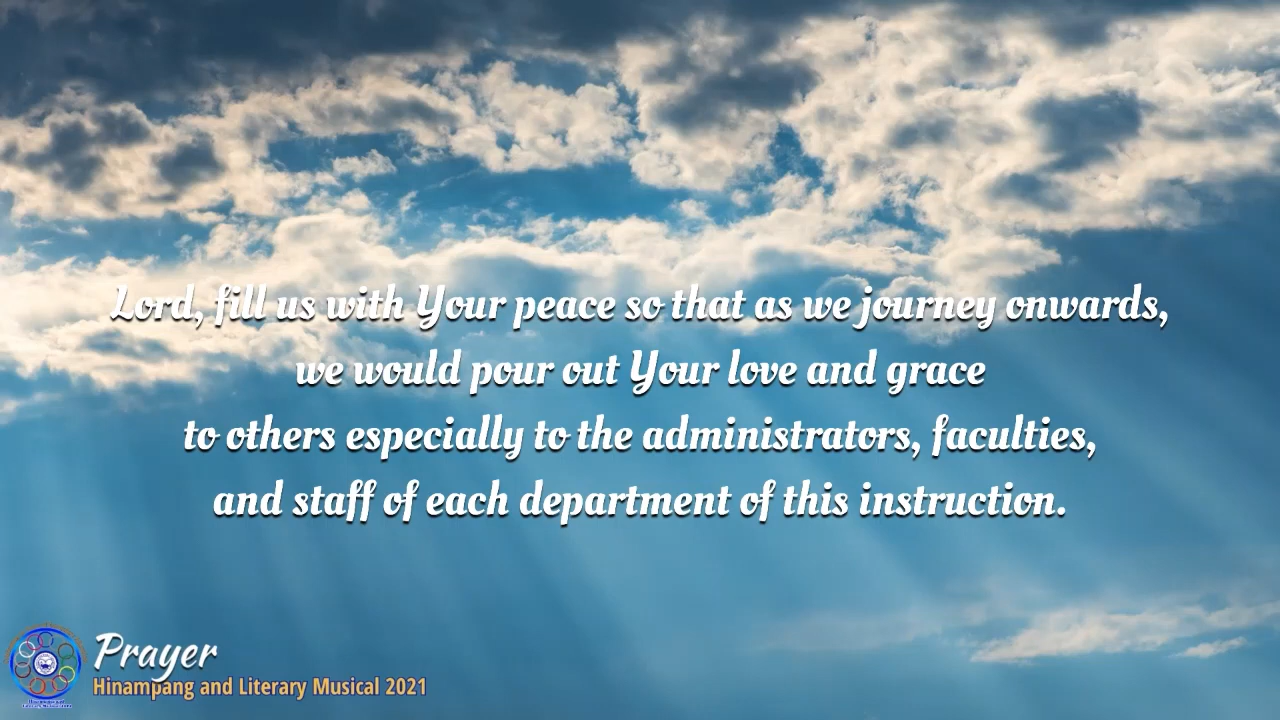 Lord, fill us with Your peace so that as we journey onwards,
we would pour out Your love and grace
to others especially to the administrators, faculties,
and staff of each department of this instruction.
Prayer
Hinampang and Literary Musical 2021